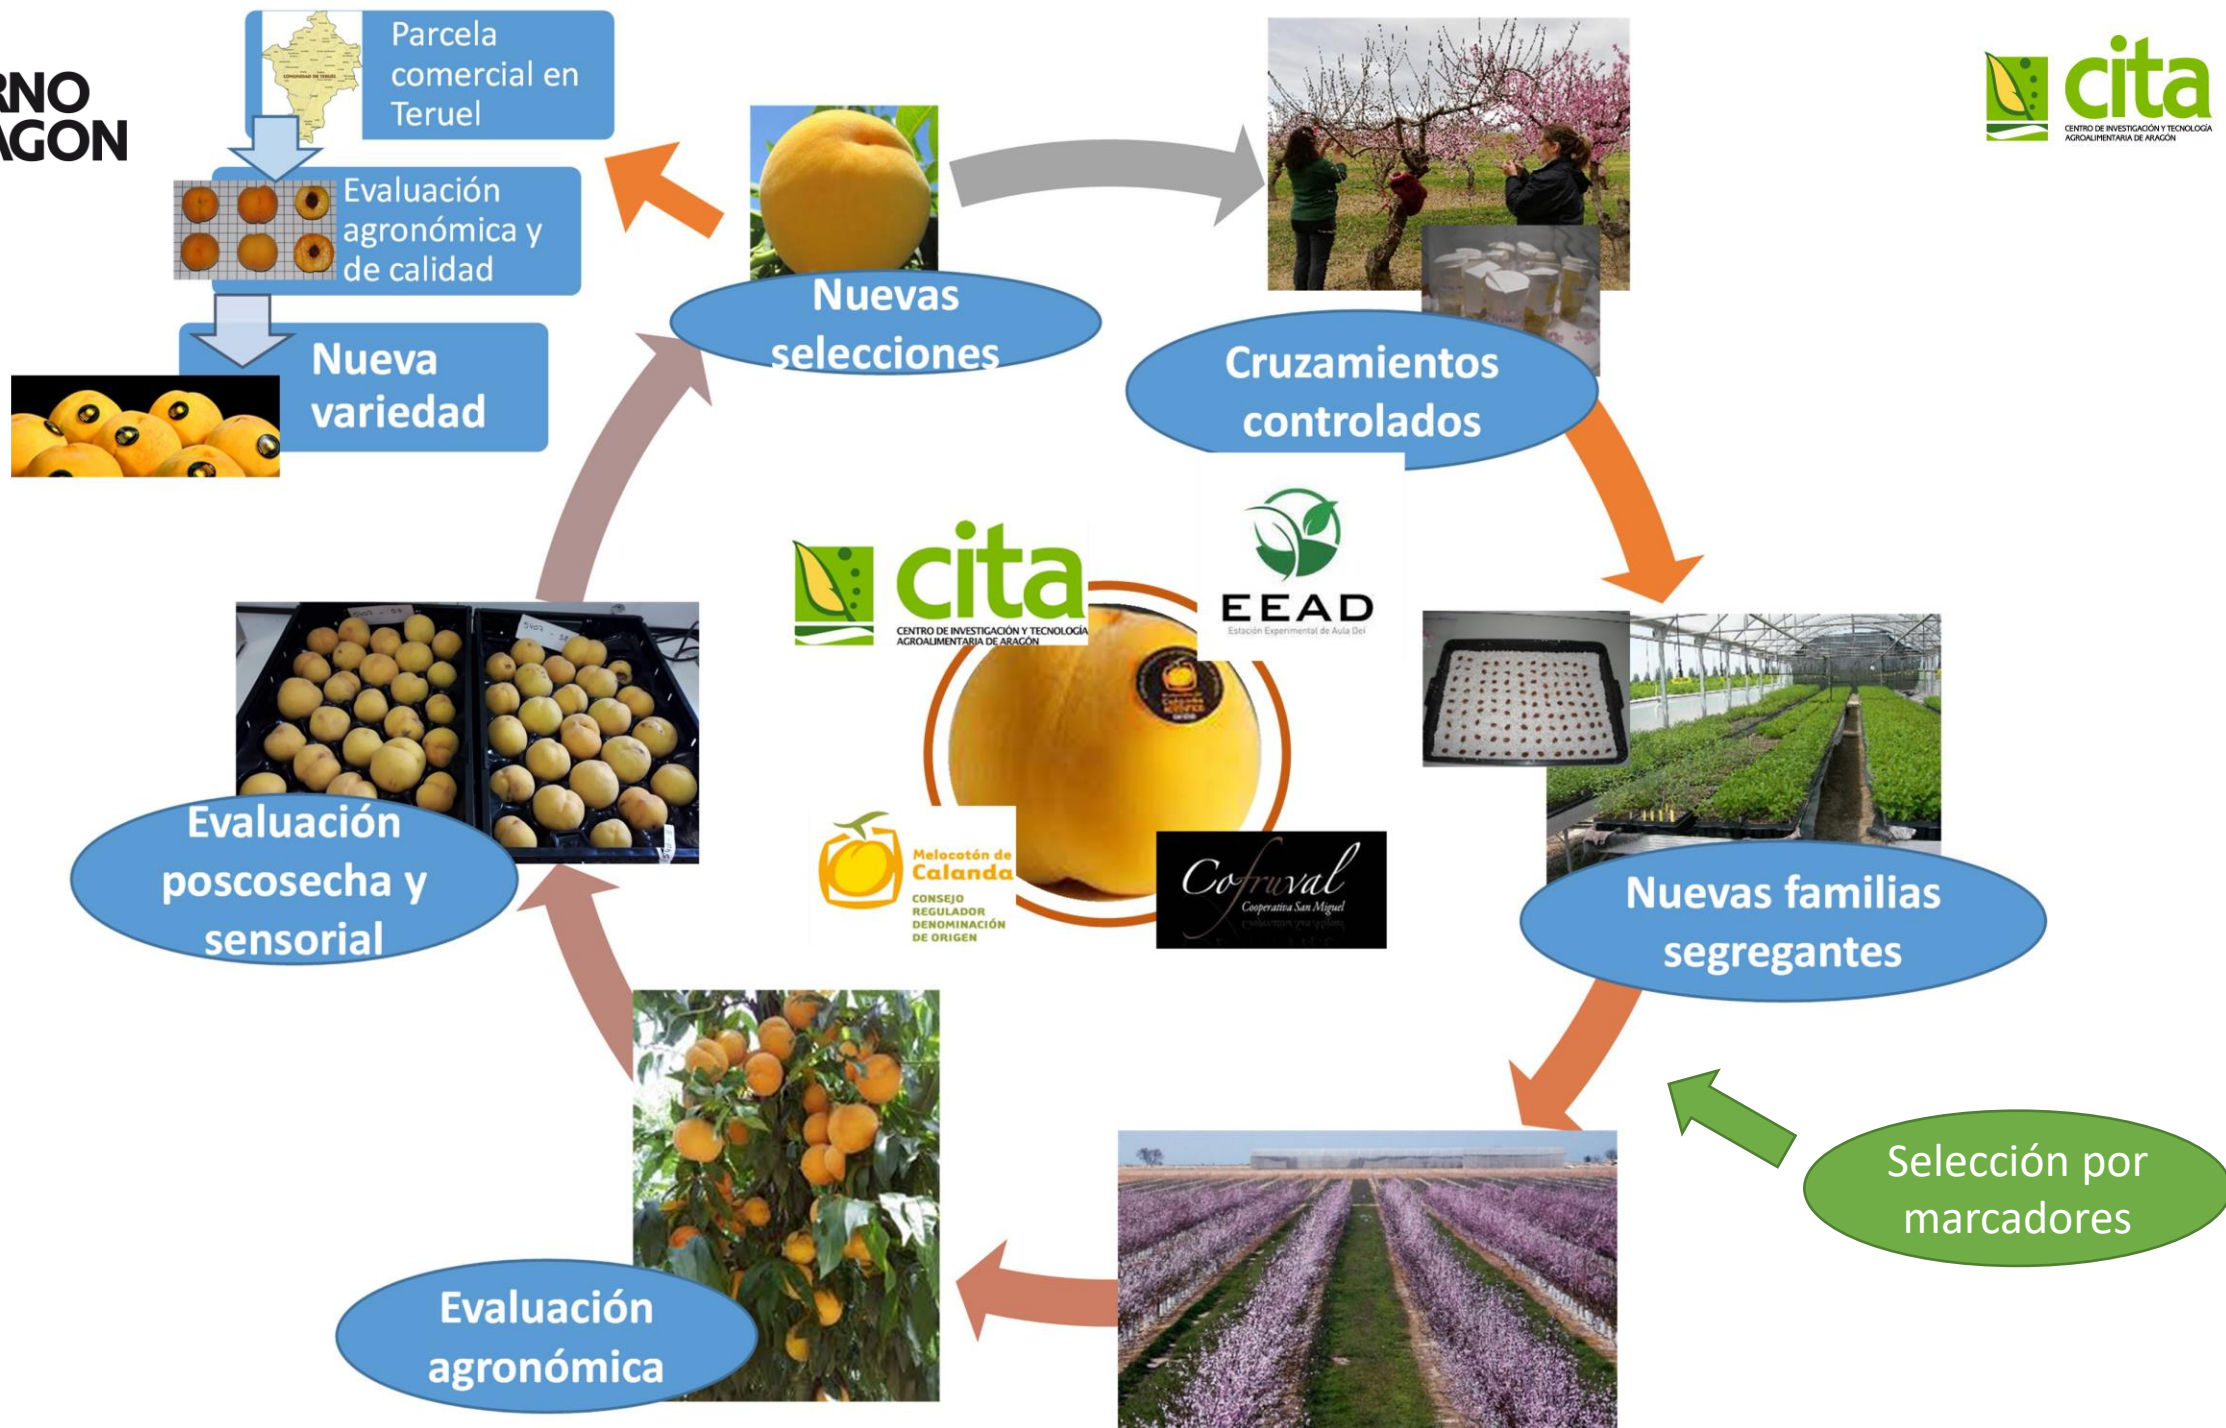 RNO
AGON
Parcela
comercial en
Teruel
COMUNIDAD DE TERUEL
Evaluación
agronómica y
de calidad
Nueva
variedad
Nuevas
selecciones
cita
CENTRO DE INVESTIGACIÓN Y TECNOLOGÍA
AGROALIMENTARIA DE ARAGÓN
Cruzamientos
controlados
cita
CENTRO DE INVESTIGACIÓN Y TECNOLOGÍA
AGROALIMENTARIA DE ARAGÓN
EEAD
Estación Experimental de Aula Dei
Melocotón de
Calanda
CONSEJO
REGULADOR
DENOMINACIÓN
DE ORIGEN
Cofruval
Cooperativa San Miguel
Nuevas familias
segregantes
Selección por
marcadores
Evaluación
agronómica
Evaluación
poscosecha y
sensorial